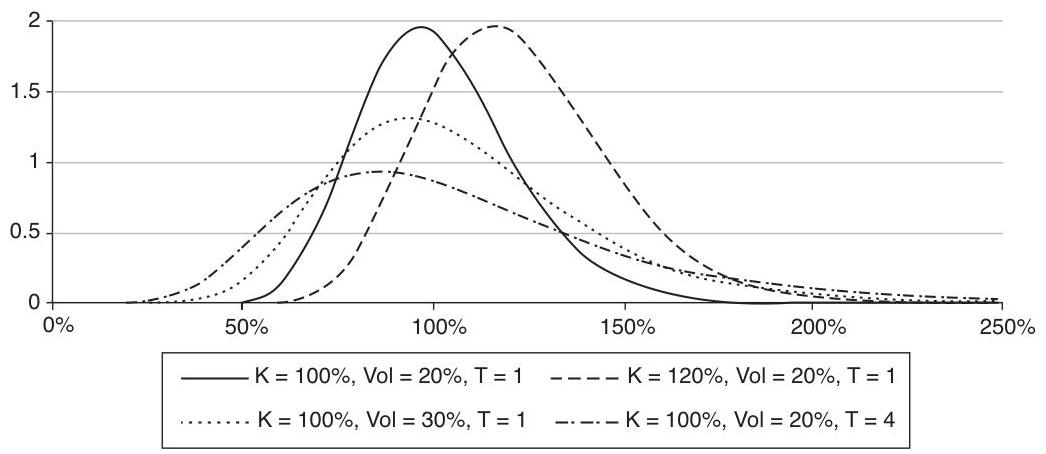 2
1.5
1
0.5
0
0% 50% 100% 150% 200% 250%
K = 100%, Vol = 20%, T = 1 K = 120%, Vol = 20%, T = 1
K = 100%, Vol = 30%, T = 1 K = 100%, Vol = 20%, T = 4